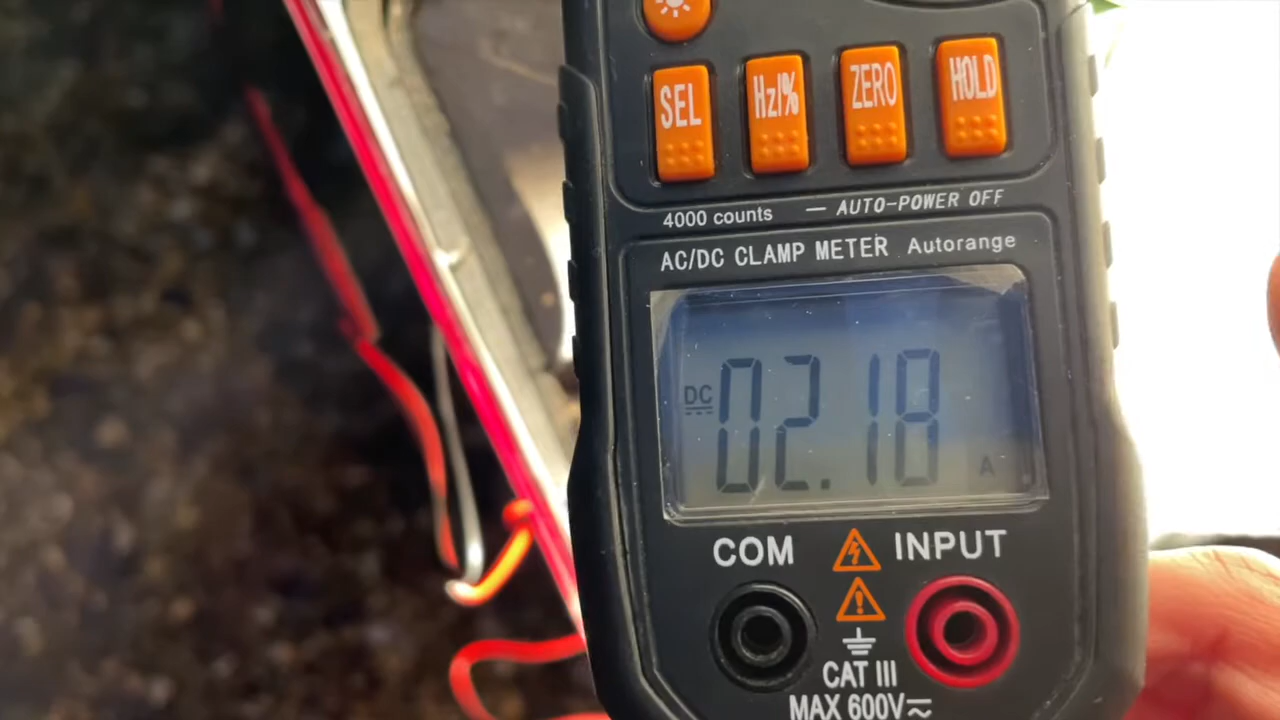 SEL Hz/% ZERO HOLD
4000 counts — AUTO-POWER OFF
AC/DC CLAMP METER Autorange
DC 02.18 A
COM INPUT
CAT III
MAX 600V